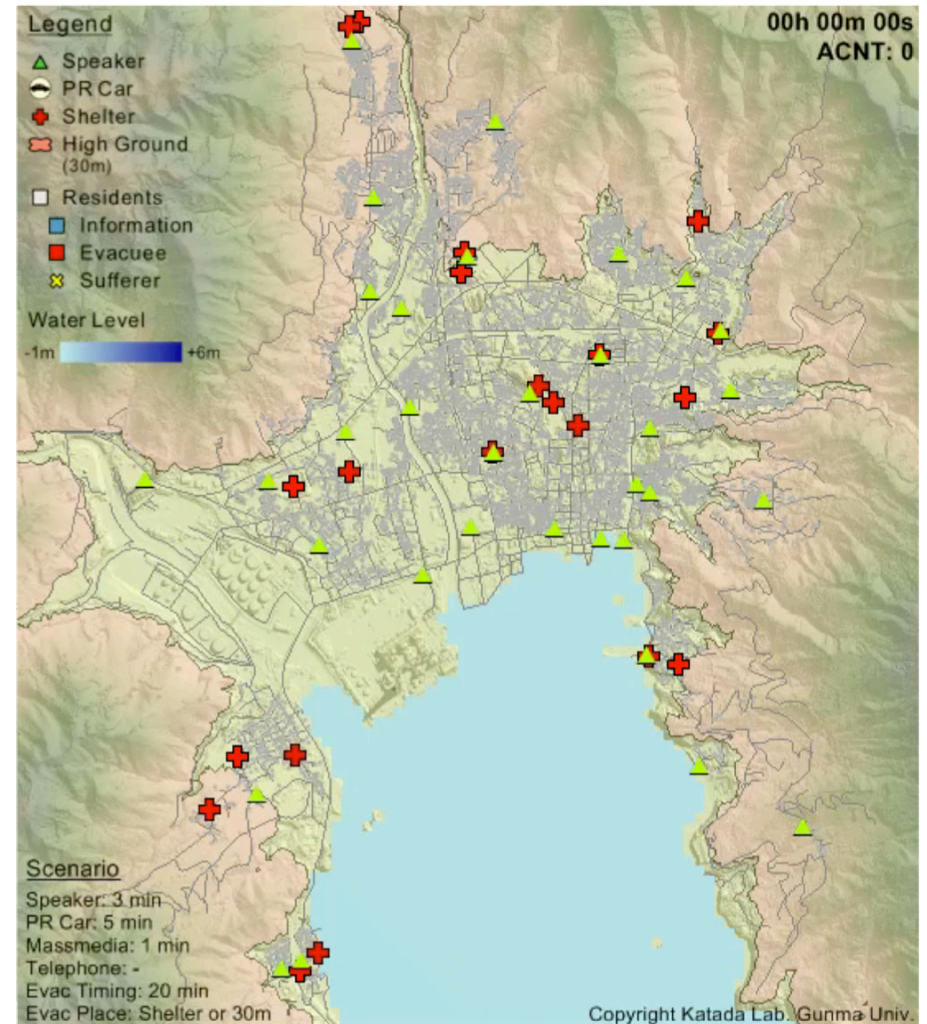 Legend
00h 00m 00s
ACNT: 0
Speaker
PR Car
Shelter
High Ground
(30m)
Residents
Information
Evacuee
Sufferer
Water Level
-1m
+6m
Scenario
Speaker: 3 min
PR Car: 5 min
Massmedia: 1 min
Telephone: -
Evac Timing: 20 min
Evac Place: Shelter or 30m
Copyright Katada Lab. Gunma Univ.